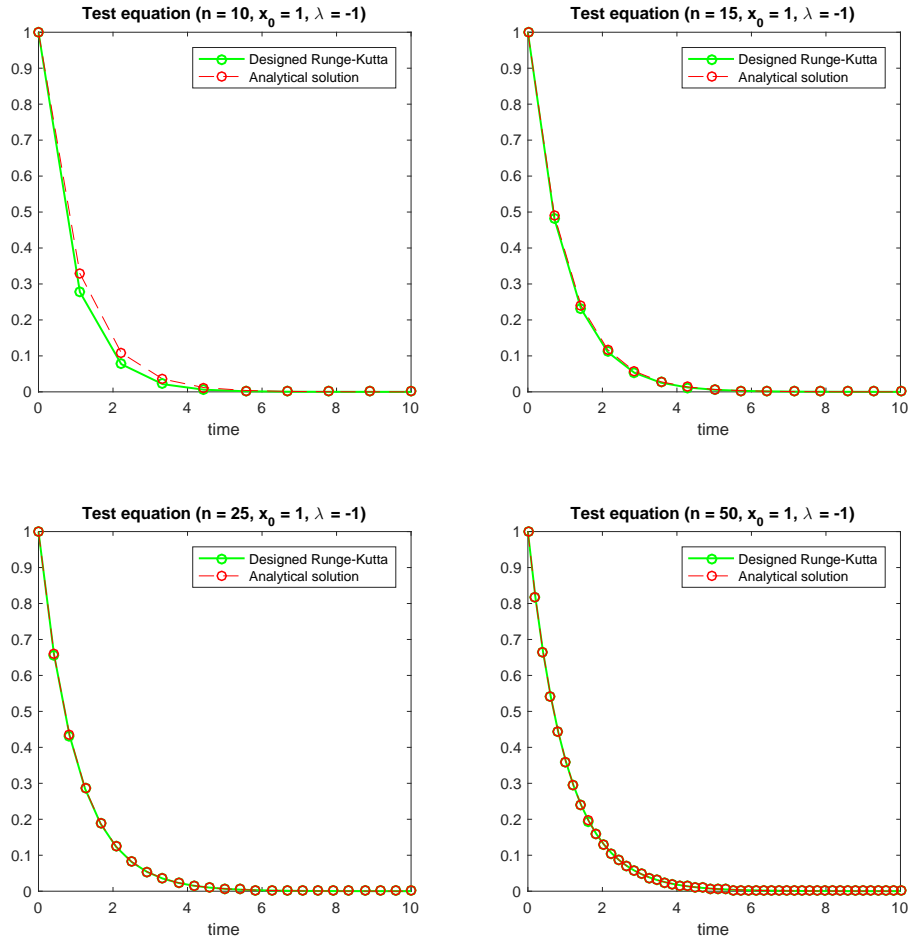 Test equation (n = 10, x₀ = 1, λ = -1)
1
0.9
0.8
0.7
0.6
0.5
0.4
0.3
0.2
0.1
0
0 2 4 6 8 10
time
Designed Runge-Kutta
Analytical solution
Test equation (n = 15, x₀ = 1, λ = -1)
1
0.9
0.8
0.7
0.6
0.5
0.4
0.3
0.2
0.1
0
0 2 4 6 8 10
time
Designed Runge-Kutta
Analytical solution
Test equation (n = 25, x₀ = 1, λ = -1)
1
0.9
0.8
0.7
0.6
0.5
0.4
0.3
0.2
0.1
0
0 2 4 6 8 10
time
Designed Runge-Kutta
Analytical solution
Test equation (n = 50, x₀ = 1, λ = -1)
1
0.9
0.8
0.7
0.6
0.5
0.4
0.3
0.2
0.1
0
0 2 4 6 8 10
time
Designed Runge-Kutta
Analytical solution